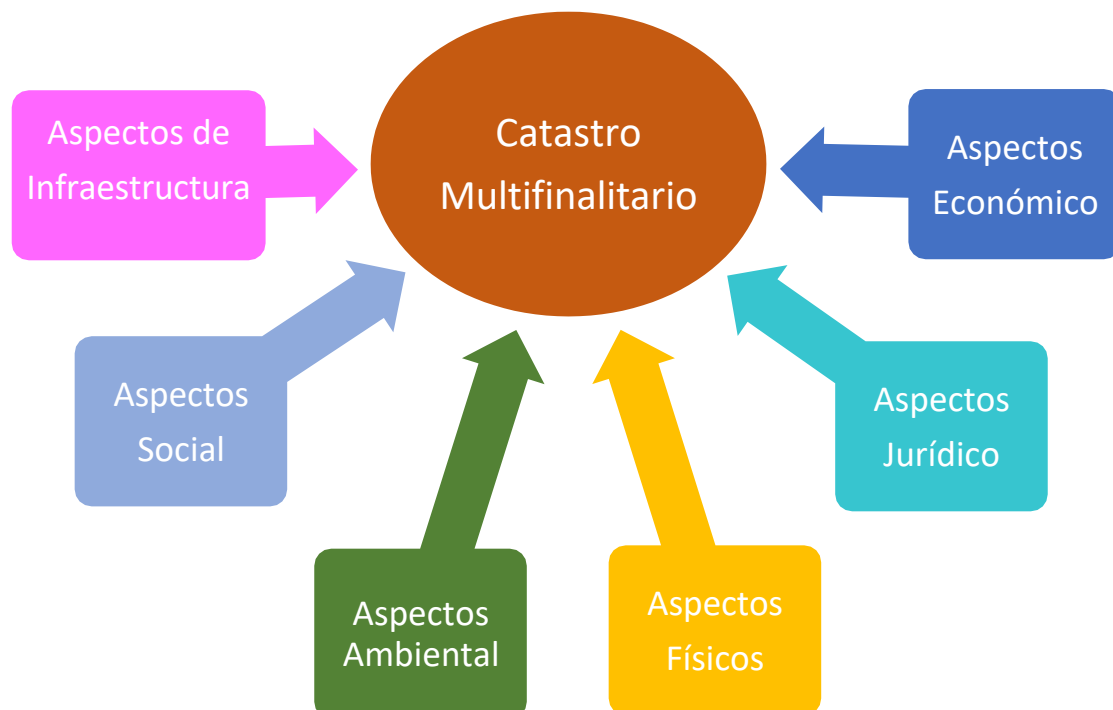 Catastro
Multifinalitario
Aspectos de
Infraestructura
Aspectos
Económico
Aspectos
Social
Aspectos
Jurídico
Aspectos
Ambiental
Aspectos
Físicos